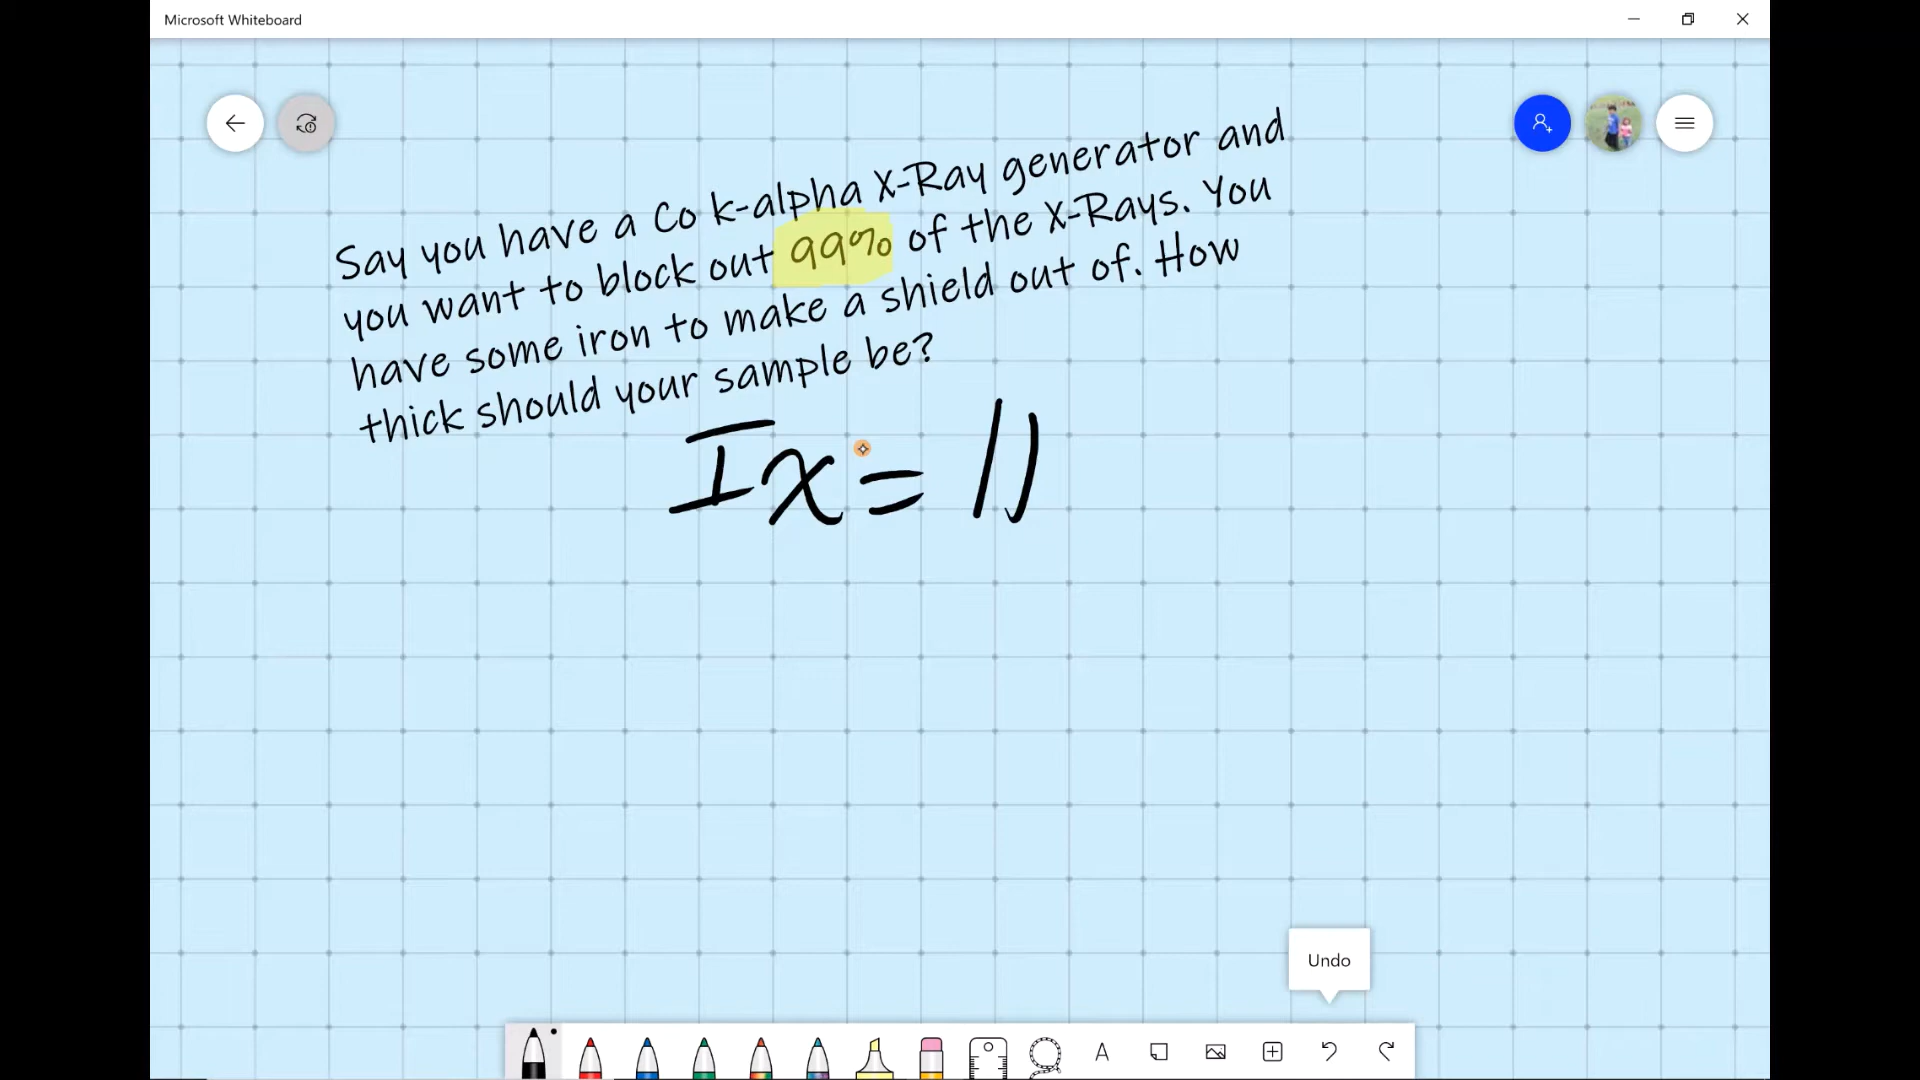 Microsoft Whiteboard
Say you have a Co k-alpha X-Ray generator and
you want to block out 99% of the X-Rays. You
have some iron to make a shield out of. How
thick should your sample be?
Ix =
Undo
A